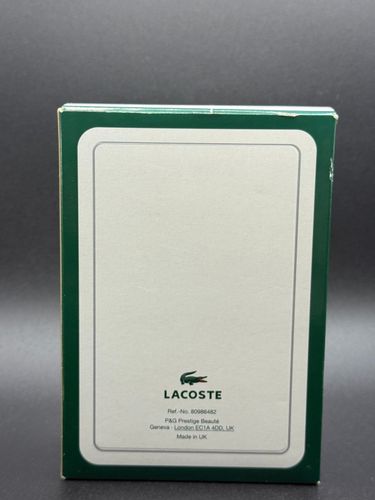 LACOSTE
Ref.-No. 80986482
P&G Prestige Beauté
Geneva - London EC1A 4DD, UK
Made in UK